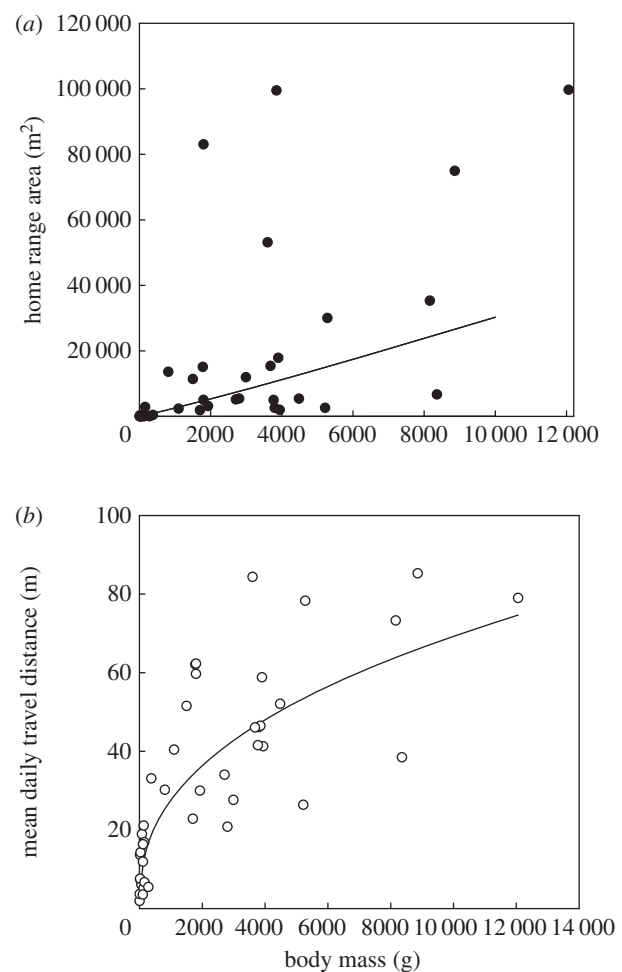 (a)
120 000
100 000
80 000
60 000
40 000
20 000
home range area (m²)
0 2000 4000 6000 8000 10 000 12 000
(b)
100
80
60
40
20
mean daily travel distance (m)
0 2000 4000 6000 8000 10 000 12 000 14 000
body mass (g)